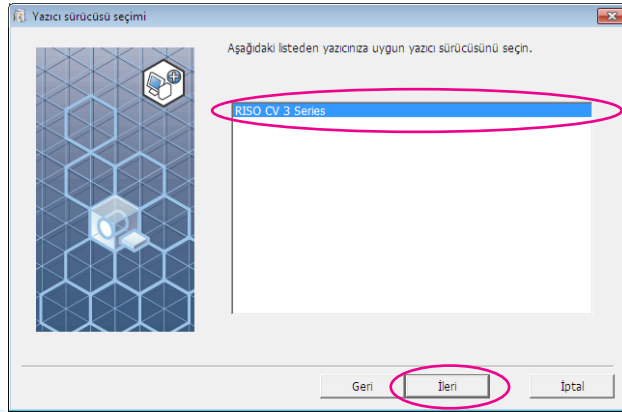 Yazıcı sürücüsü seçimi
Aşağıdaki listeden yazıcınıza uygun yazıcı sürücüsünü seçin.
RISO CV 3 Series
Geri
İleri
İptal